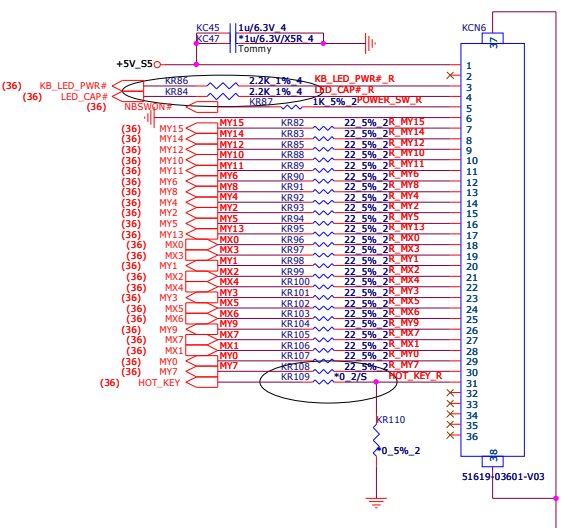 KC45 1u/6.3V_4
KC47 *1u/6.3V/X5R_4
Tommy
KCN6
37
+5V_S5
1
2
(36) KB_LED_PWR# KR86 2.2K_1%_4 KB_LED_PWR#_R 3
(36) LED_CAP# KR84 2.2K_1%_4 LED_CAP#_R 4
(36) NBSWON# KR87 1K_5%_2 POWER_SW_R 5
6
(36) MY15 MY15 KR82 22_5%_2 R_MY15 7
(36) MY14 MY14 KR83 22_5%_2 R_MY14 8
(36) MY12 MY12 KR85 22_5%_2 R_MY12 9
(36) MY10 MY10 KR88 22_5%_2 R_MY10 10
(36) MY11 MY11 KR89 22_5%_2 R_MY11 11
(36) MY6 MY6 KR90 22_5%_2 R_MY6 12
(36) MY8 MY8 KR91 22_5%_2 R_MY8 13
(36) MY4 MY4 KR92 22_5%_2 R_MY4 14
(36) MY2 MY2 KR93 22_5%_2 R_MY2 15
(36) MY5 MY5 KR94 22_5%_2 R_MY5 16
(36) MY13 MY13 KR95 22_5%_2 R_MY13 17
(36) MX0 MX0 KR96 22_5%_2 R_MX0 18
(36) MX3 MX3 KR97 22_5%_2 R_MX3 19
(36) MY1 MY1 KR98 22_5%_2 R_MY1 20
(36) MX2 MX2 KR99 22_5%_2 R_MX2 21
(36) MX4 MX4 KR100 22_5%_2 R_MX4 22
(36) MY3 MY3 KR101 22_5%_2 R_MY3 23
(36) MX5 MX5 KR102 22_5%_2 R_MX5 24
(36) MX6 MX6 KR103 22_5%_2 R_MX6 25
(36) MY9 MY9 KR104 22_5%_2 R_MY9 26
(36) MX7 MX7 KR105 22_5%_2 R_MX7 27
(36) MX1 MX1 KR106 22_5%_2 R_MX1 28
(36) MY0 MY0 KR107 22_5%_2 R_MY0 29
(36) MY7 MY7 KR108 22_5%_2 R_MY7 30
(36) HOT_KEY KR109 *0_2/S HOT_KEY_R 31
32
33
34
35
36
KR110
*0_5%_2
38
51619-03601-V03